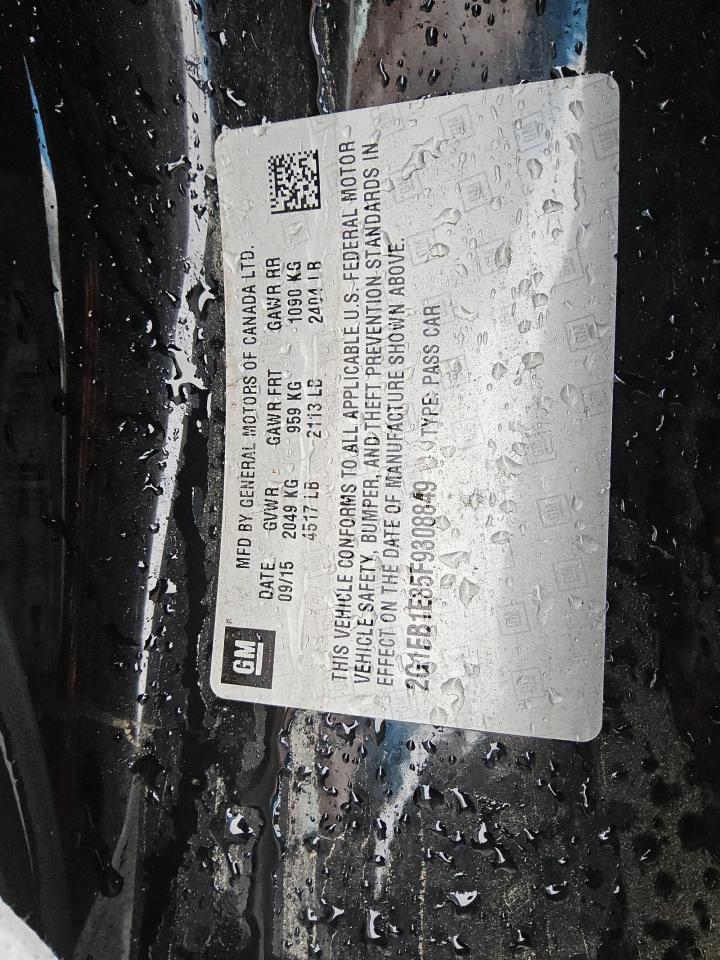 GM
MFD BY GENERAL MOTORS OF CANADA LTD.
DATE GVWR GAWR FRT GAWR RR
09/15 2049 KG 959 KG 1090 KG
4517 LB 2113 LB 2404 LB
THIS VEHICLE CONFORMS TO ALL APPLICABLE U.S. FEDERAL MOTOR
VEHICLE SAFETY, BUMPER, AND THEFT PREVENTION STANDARDS IN
EFFECT ON THE DATE OF MANUFACTURE SHOWN ABOVE.
2G1FB1E35F9308849 TYPE: PASS CAR